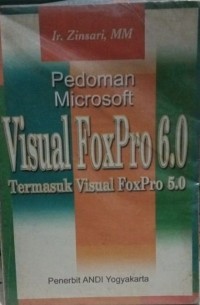 Ir. Zinsari, MM
Pedoman
Microsoft
Visual FoxPro 6.0
Termasuk Visual FoxPro 5.0
Penerbit ANDI Yogyakarta